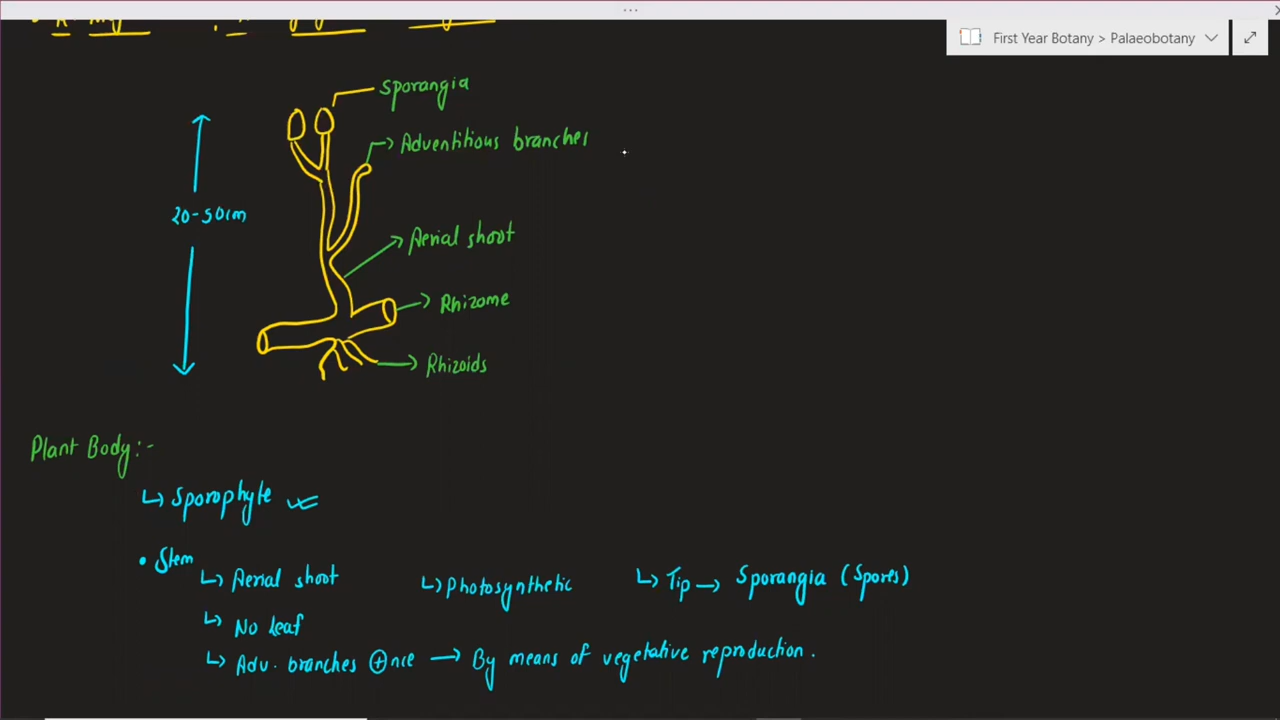 First Year Botany > Palaeobotany
Sporangia
Adventitious branches
20-50cm
Aerial shoot
Rhizome
Rhizoids
Plant Body:-
↳ Sporophyte
• Stem
↳ Aerial shoot ↳ Photosynthetic ↳ Tip → Sporangia (Spores)
↳ No leaf
↳ Adv. branches ⊕nce → By means of vegetative reproduction.